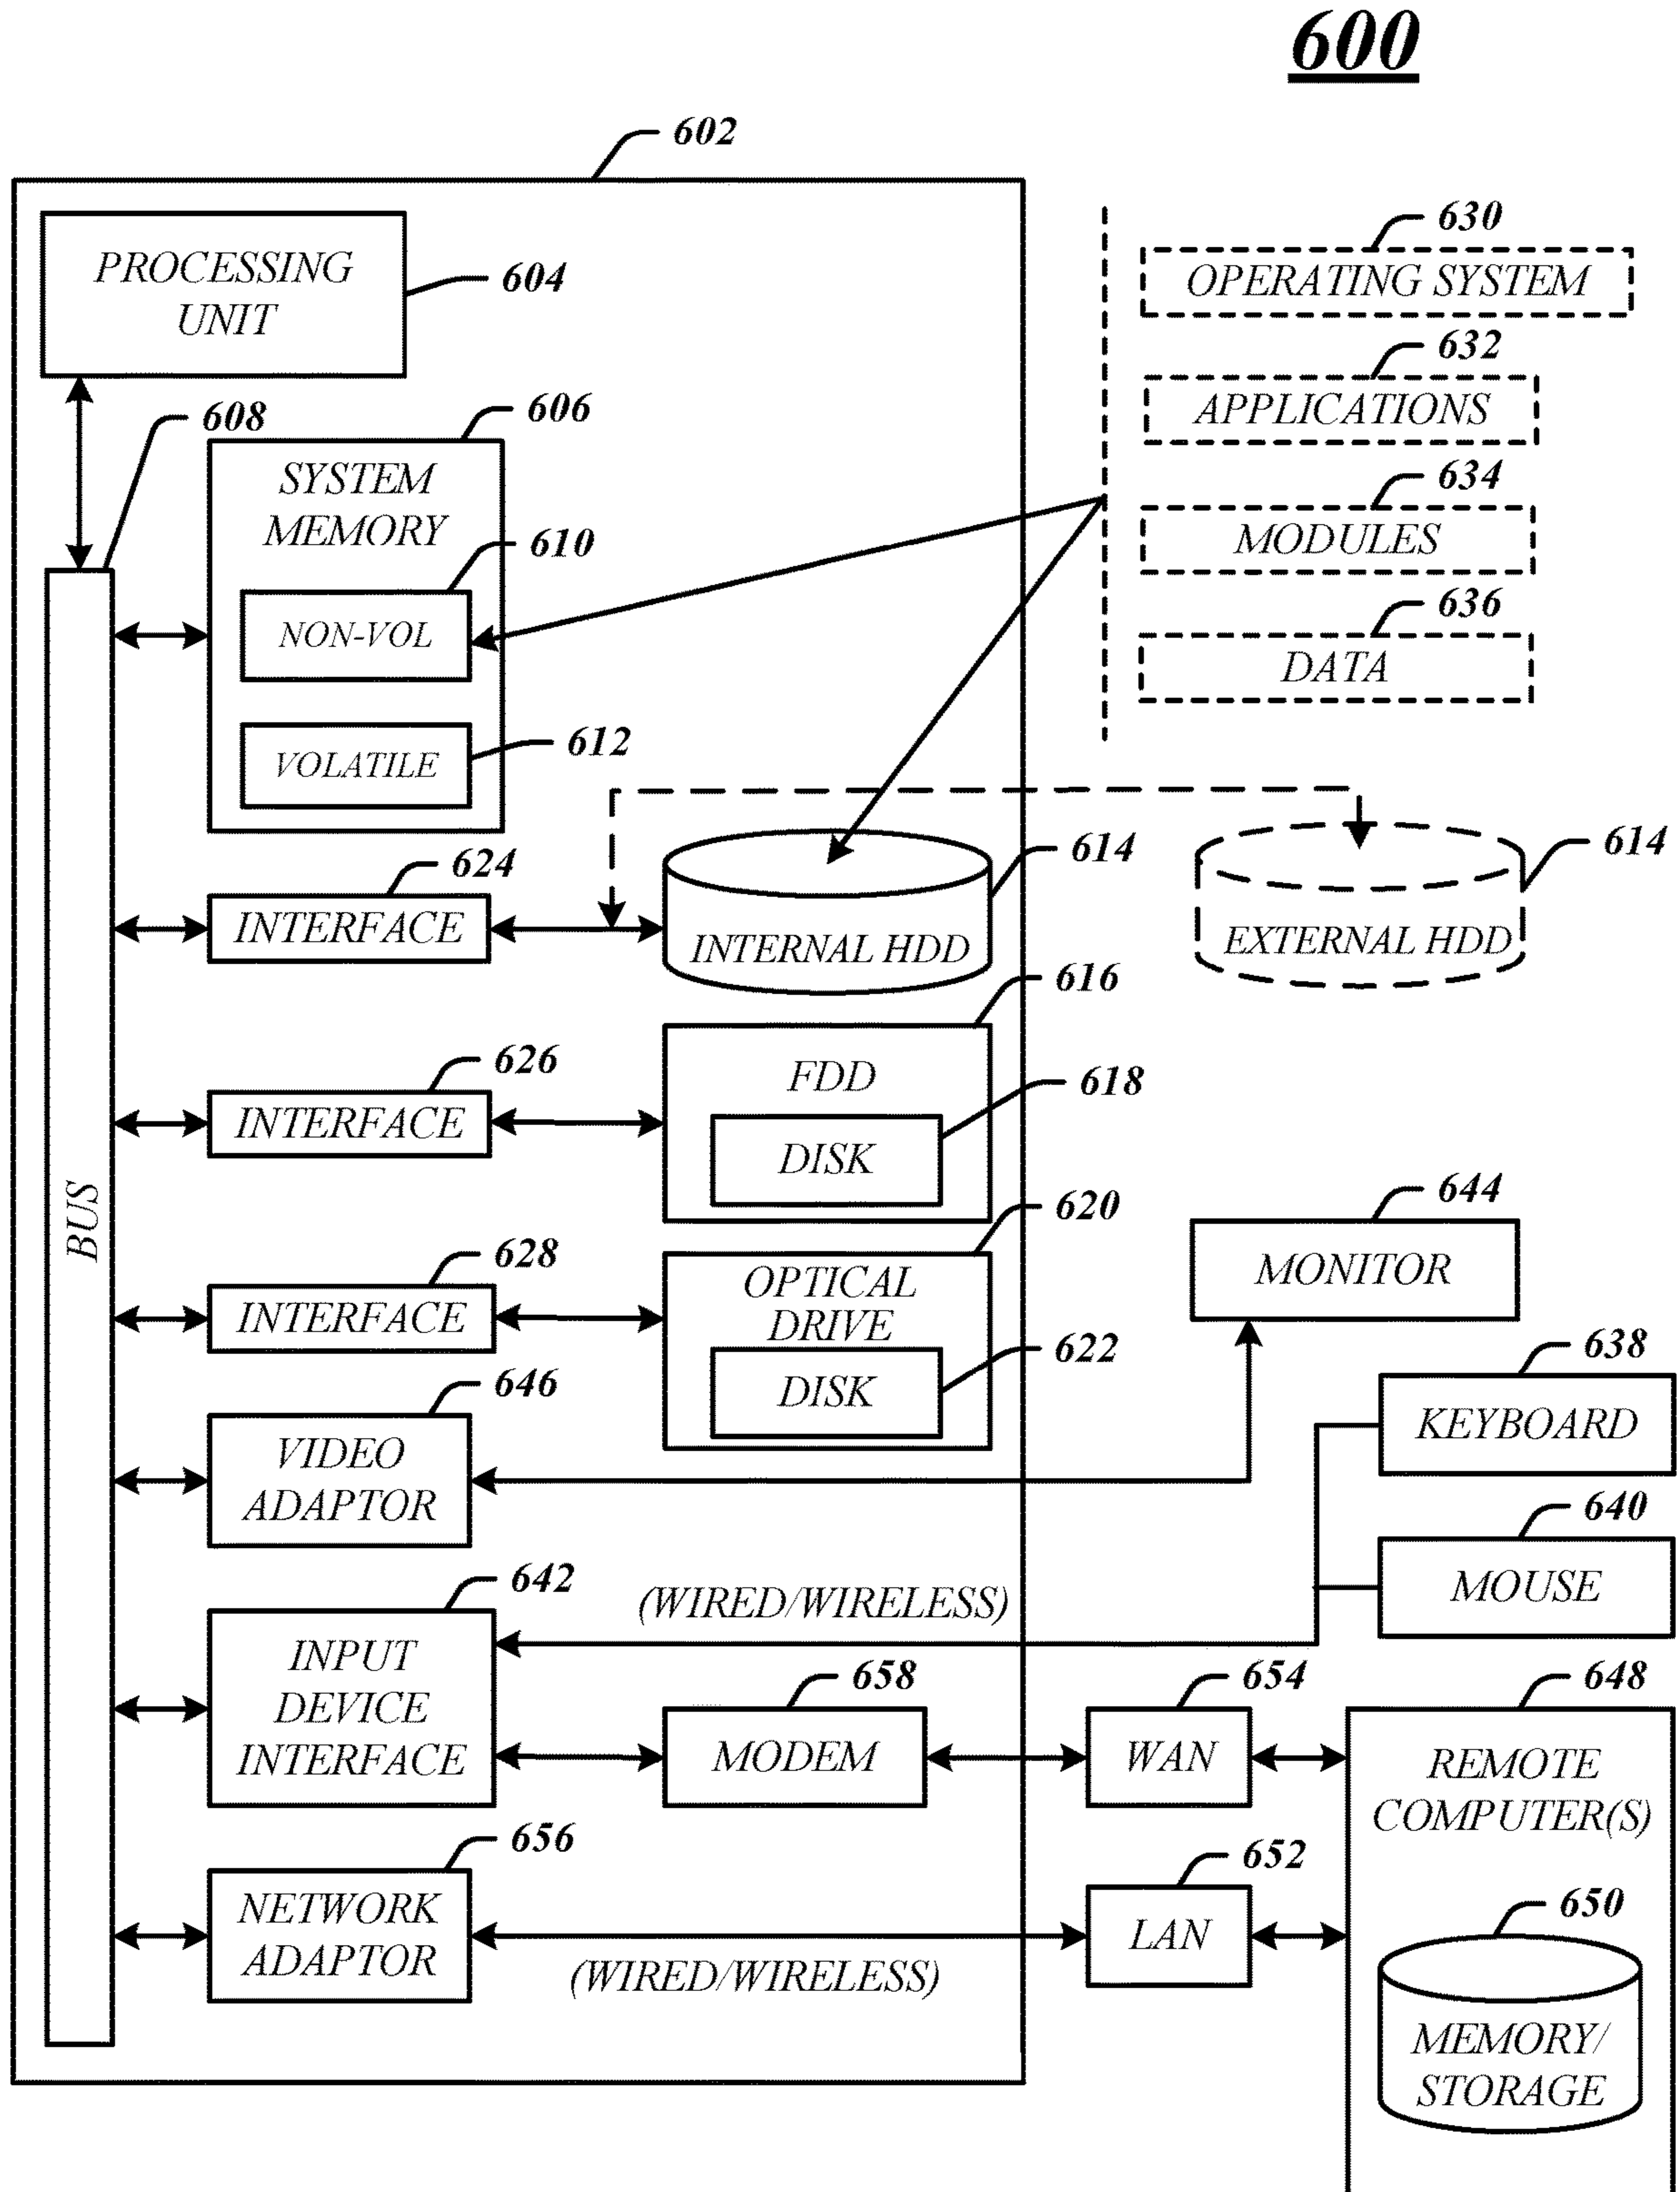 600
602
PROCESSING
UNIT
604
630
OPERATING SYSTEM
632
APPLICATIONS
634
MODULES
636
DATA
608
606
SYSTEM
MEMORY
610
NON-VOL
612
VOLATILE
624
INTERFACE
614
INTERNAL HDD
614
EXTERNAL HDD
616
FDD
618
DISK
626
INTERFACE
BUS
620
OPTICAL
DRIVE
622
DISK
628
INTERFACE
644
MONITOR
646
VIDEO
ADAPTOR
638
KEYBOARD
640
MOUSE
642
INPUT
DEVICE
INTERFACE
(WIRED/WIRELESS)
658
MODEM
654
WAN
648
REMOTE
COMPUTER(S)
656
NETWORK
ADAPTOR
(WIRED/WIRELESS)
652
LAN
650
MEMORY/
STORAGE